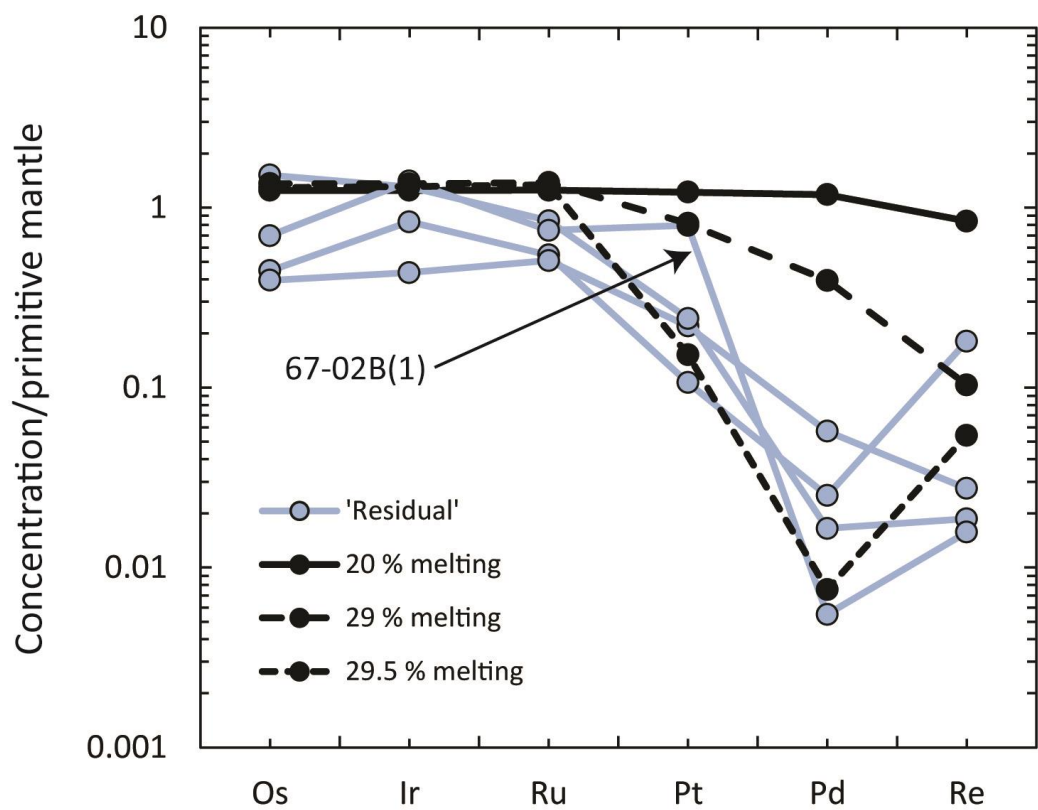 Concentration/primitive mantle
10
1
0.1
0.01
0.001
67-02B(1)
'Residual'
20 % melting
29 % melting
29.5 % melting
Os Ir Ru Pt Pd Re